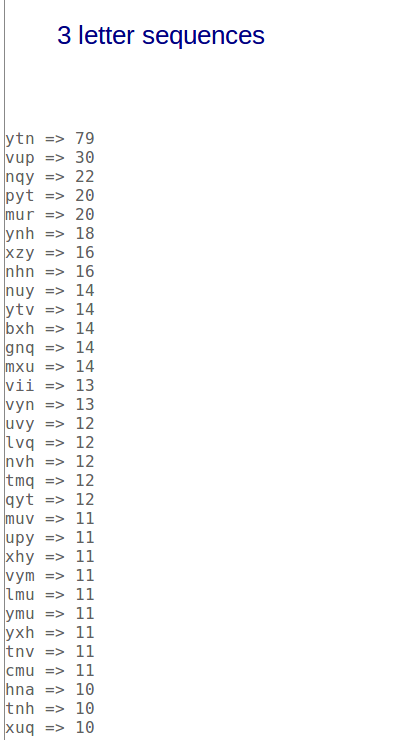 3 letter sequences
ytn => 79
vup => 30
nqy => 22
pyt => 20
mur => 20
ynh => 18
xzy => 16
nhn => 16
nuy => 14
ytv => 14
bxh => 14
gnq => 14
mxu => 14
vii => 13
vyn => 13
uvy => 12
lvq => 12
nvh => 12
tmq => 12
qyt => 12
muv => 11
upy => 11
xhy => 11
vym => 11
lmu => 11
ymu => 11
yxh => 11
tnv => 11
cmu => 11
hna => 10
tnh => 10
xuq => 10